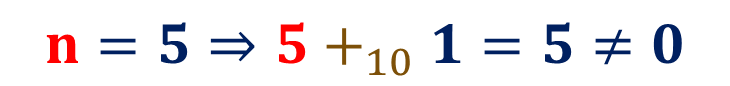 n = 5 ⇒ 5 +₁₀ 1 = 5 ≠ 0